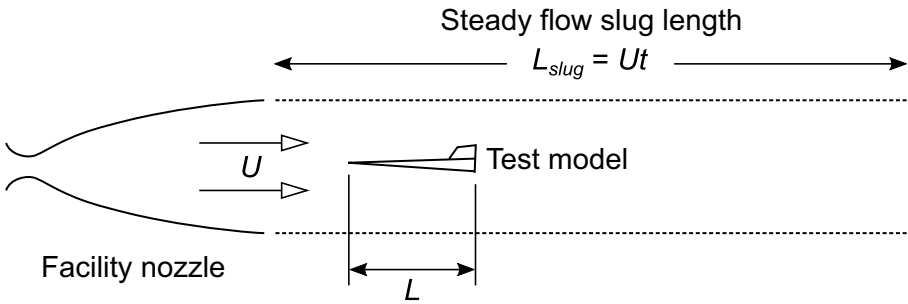 Steady flow slug length
L_slug = Ut
U
Test model
Facility nozzle
L